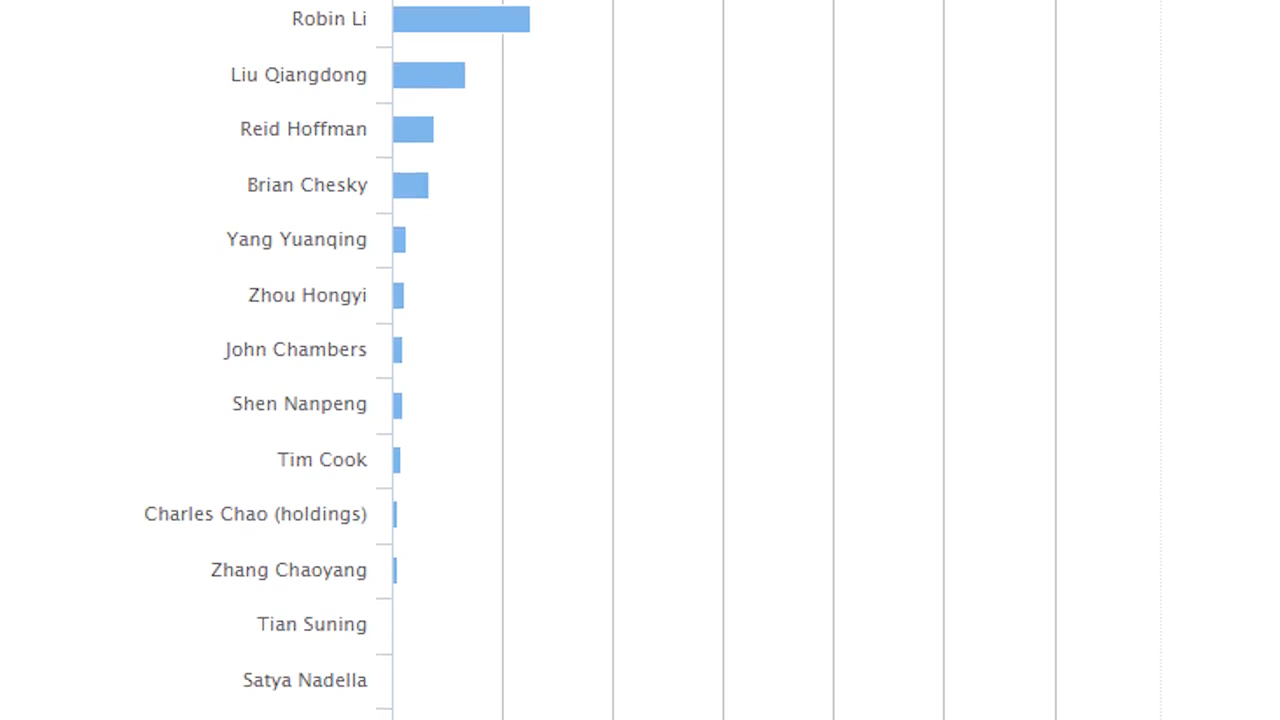 Robin Li
Liu Qiangdong
Reid Hoffman
Brian Chesky
Yang Yuanqing
Zhou Hongyi
John Chambers
Shen Nanpeng
Tim Cook
Charles Chao (holdings)
Zhang Chaoyang
Tian Suning
Satya Nadella